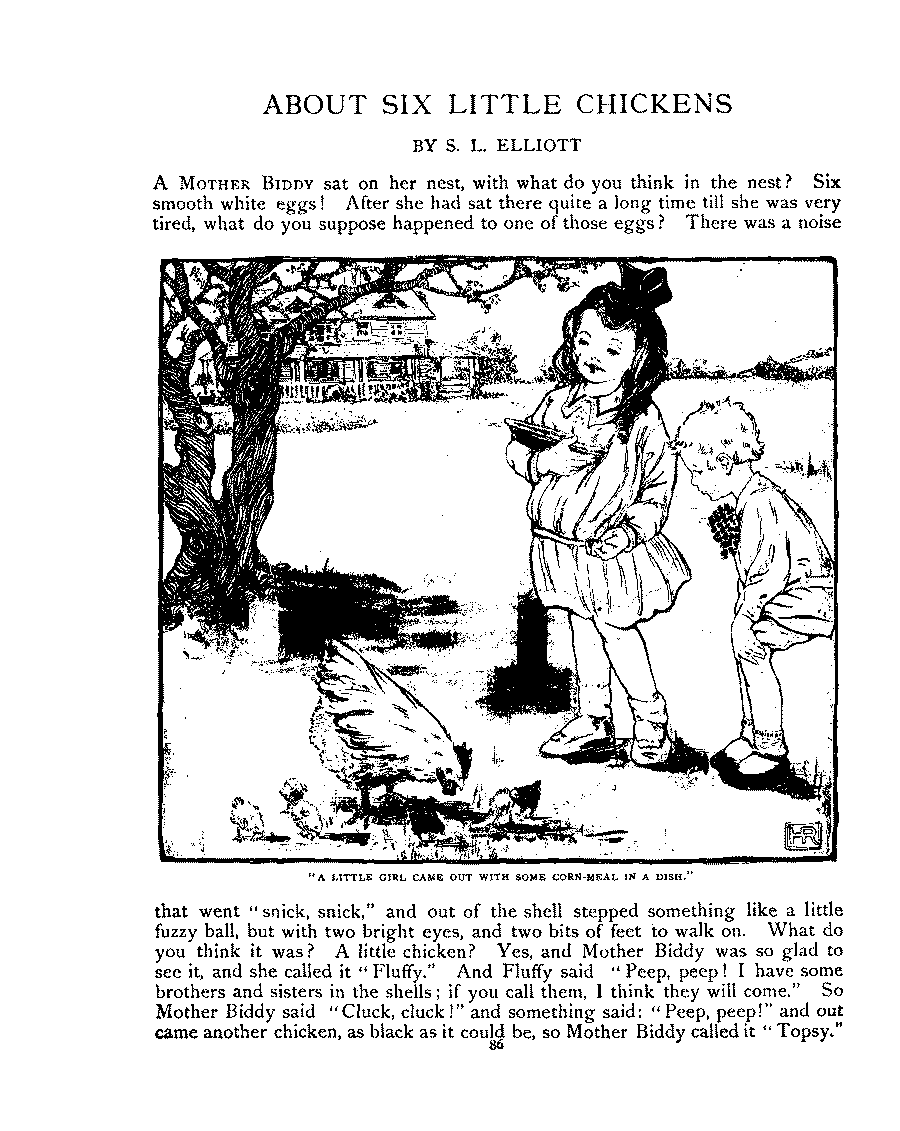 ABOUT SIX LITTLE CHICKENS
BY S. L. ELLIOTT
A MOTHER BIDDY sat on her nest, with what do you think in the nest? Six
smooth white eggs! After she had sat there quite a long time till she was very
tired, what do you suppose happened to one of those eggs? There was a noise
HR
"A LITTLE GIRL CAME OUT WITH SOME CORN-MEAL IN A DISH."
that went "snick, snick," and out of the shell stepped something like a little
fuzzy ball, but with two bright eyes, and two bits of feet to walk on. What do
you think it was? A little chicken? Yes, and Mother Biddy was so glad to
see it, and she called it "Fluffy." And Fluffy said "Peep, peep! I have some
brothers and sisters in the shells; if you call them, I think they will come." So
Mother Biddy said "Cluck, cluck!" and something said: "Peep, peep!" and out
came another chicken, as black as it could be, so Mother Biddy called it "Topsy."
86